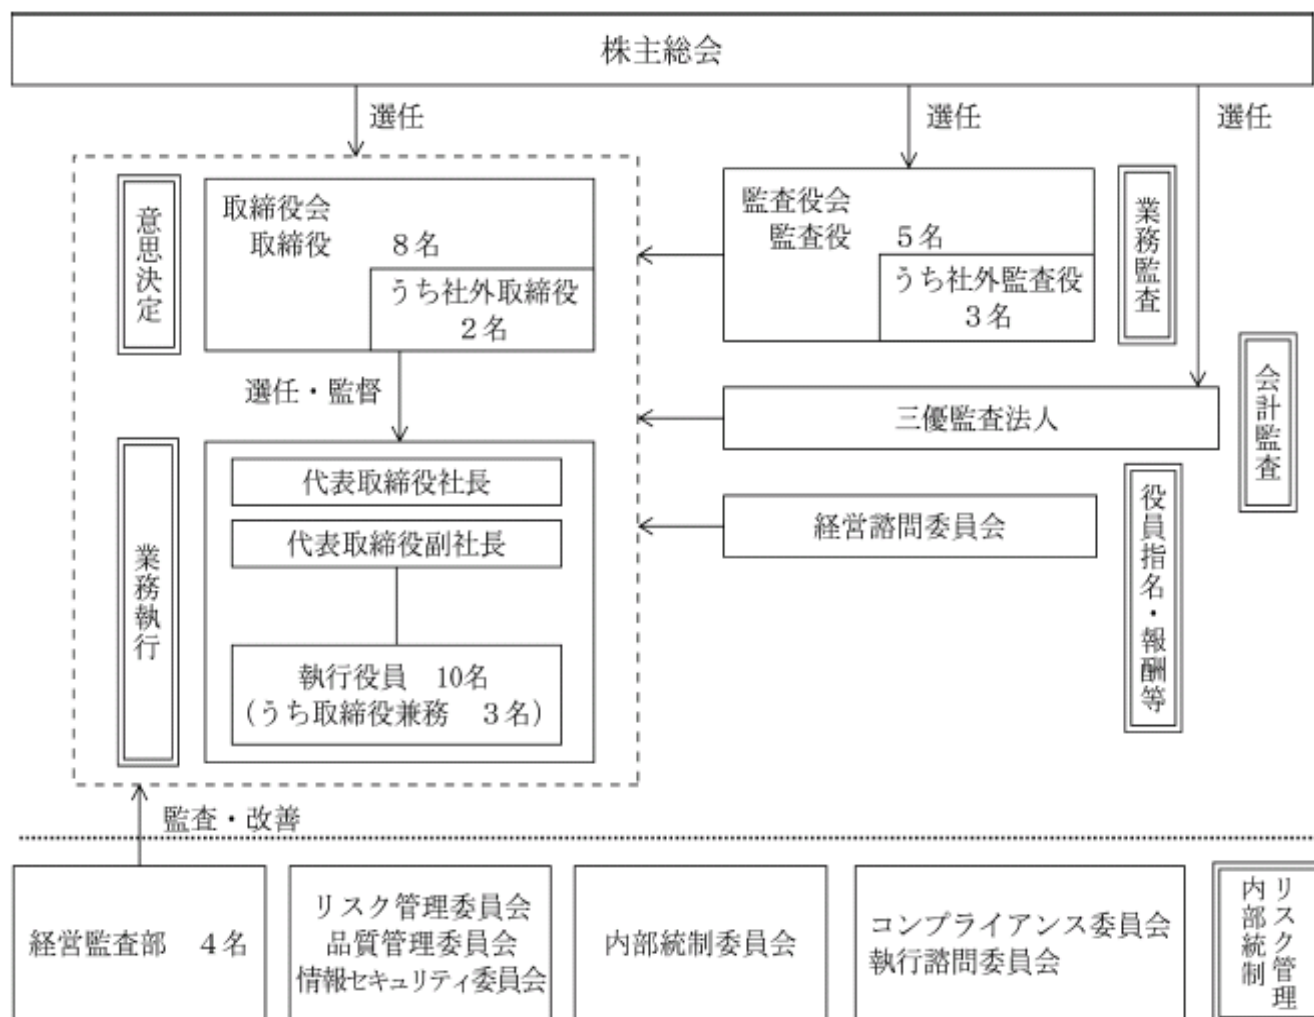 株主総会
選任
選任
選任
意思決定
取締役会
取締役 8名
うち社外取締役
2名
監査役会
監査役 5名
うち社外監査役
3名
業務監査
選任・監督
三優監査法人
会計監査
業務執行
代表取締役社長
代表取締役副社長
執行役員 10名
(うち取締役兼務 3名)
経営諮問委員会
役員指名・報酬等
監査・改善
経営監査部 4名
リスク管理委員会
品質管理委員会
情報セキュリティ委員会
内部統制委員会
コンプライアンス委員会
執行諮問委員会
リスク管理
内部統制